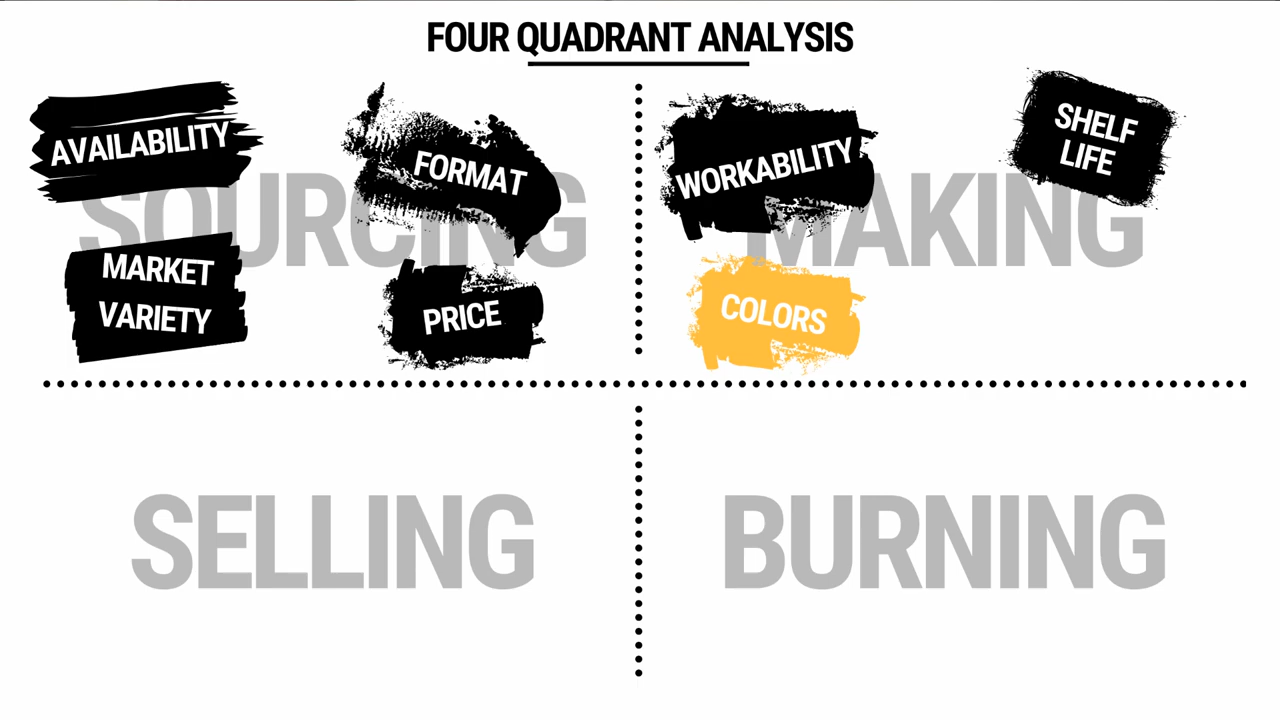 FOUR QUADRANT ANALYSIS
AVAILABILITY
FORMAT
SOURCING
MARKET
VARIETY
PRICE
WORKABILITY
SHELF
LIFE
MAKING
COLORS
SELLING
BURNING